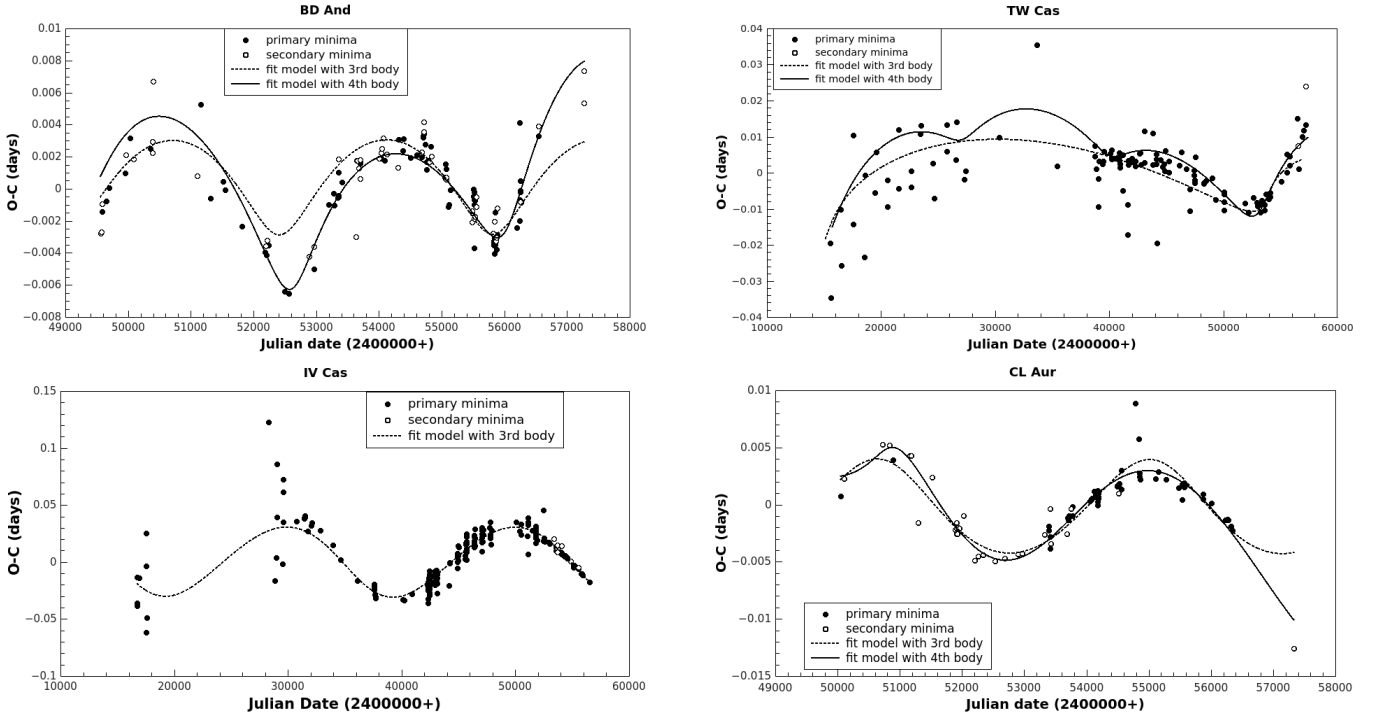 BD And
O-C (days)
0.01
0.008
0.006
0.004
0.002
0
−0.002
−0.004
−0.006
−0.008
primary minima
secondary minima
fit model with 3rd body
fit model with 4th body
49000 50000 51000 52000 53000 54000 55000 56000 57000 58000
Julian date (2400000+)
TW Cas
O-C (days)
0.04
0.03
0.02
0.01
0
−0.01
−0.02
−0.03
−0.04
primary minima
secondary minima
fit model with 3rd body
fit model with 4th body
10000 20000 30000 40000 50000 60000
Julian Date (2400000+)
IV Cas
O-C (days)
0.15
0.1
0.05
0
−0.05
−0.1
primary minima
secondary minima
fit model with 3rd body
10000 20000 30000 40000 50000 60000
Julian Date (2400000+)
CL Aur
O-C (days)
0.01
0.005
0
−0.005
−0.01
−0.015
primary minima
secondary minima
fit model with 3rd body
fit model with 4th body
49000 50000 51000 52000 53000 54000 55000 56000 57000 58000
Julian date (2400000+)